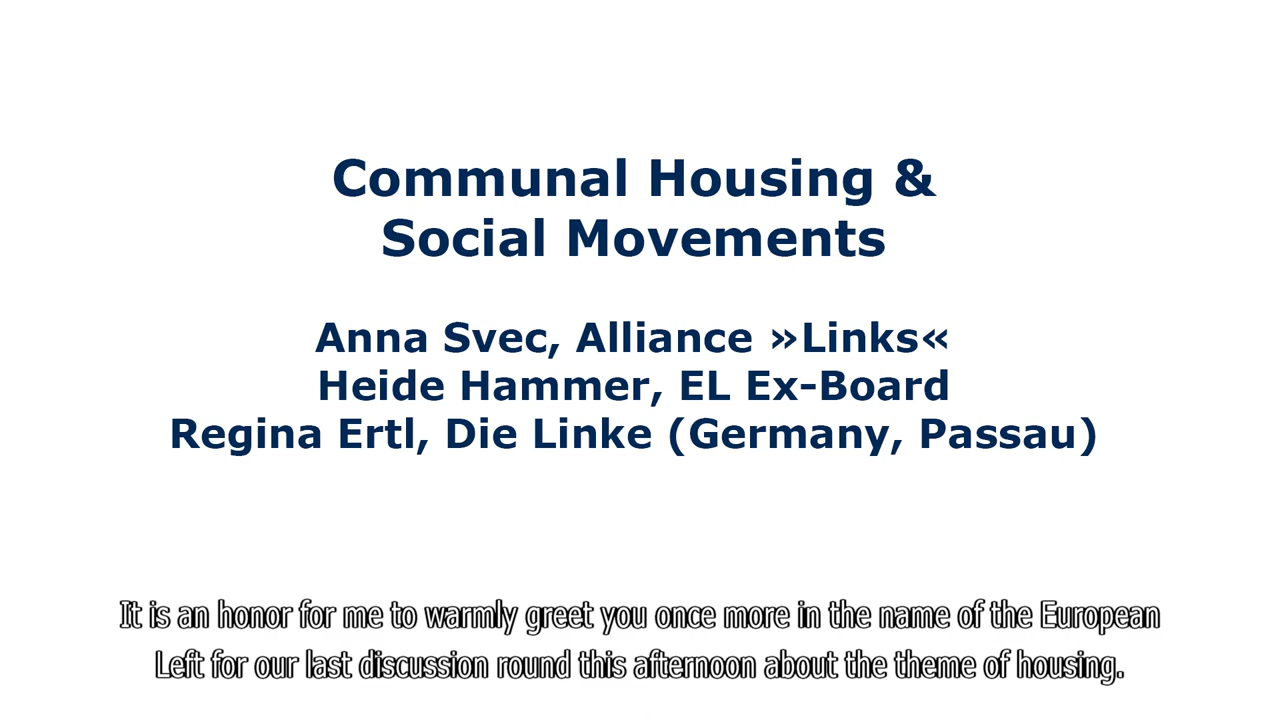 Communal Housing &
Social Movements
Anna Svec, Alliance »Links«
Heide Hammer, EL Ex-Board
Regina Ertl, Die Linke (Germany, Passau)
It is an honor for me to warmly greet you once more in the name of the European
Left for our last discussion round this afternoon about the theme of housing.